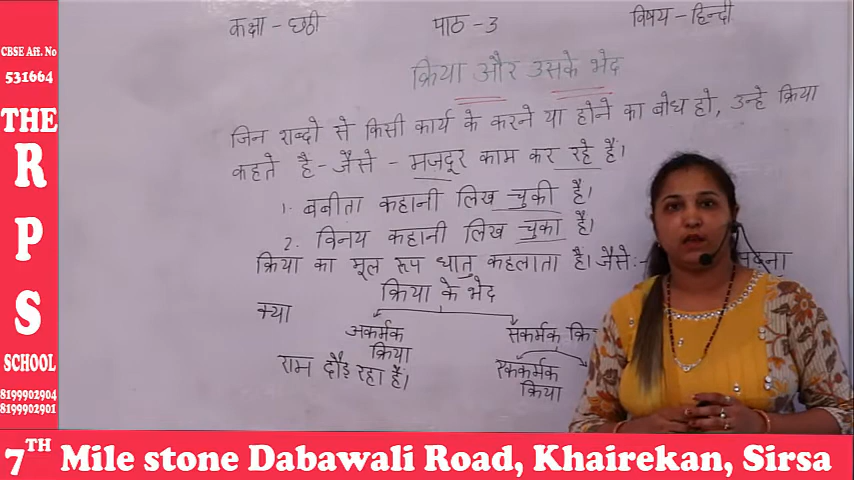 CBSE Aff. No
531664
THE
R
P
S
SCHOOL
8199902904
8199902901
कक्षा - छठी पाठ - 3 विषय - हिन्दी
क्रिया और उसके भेद
जिन शब्दो से किसी कार्य के करने या होने का बोध हो, उन्हे क्रिया
कहते है - जैसे - मज़दूर काम कर रहे हैं।
1. बबीता कहानी लिख चुकी है।
2. विनय कहानी लिख चुका है।
क्रिया का मूल रूप धातु कहलाता है। जैसे:-
क्रिया के भेद
क्या
अकर्मक सकर्मक
क्रिया
राम दौड़ रहा है। एककर्मक
क्रिया
7TH Mile stone Dabawali Road, Khairekan, Sirsa